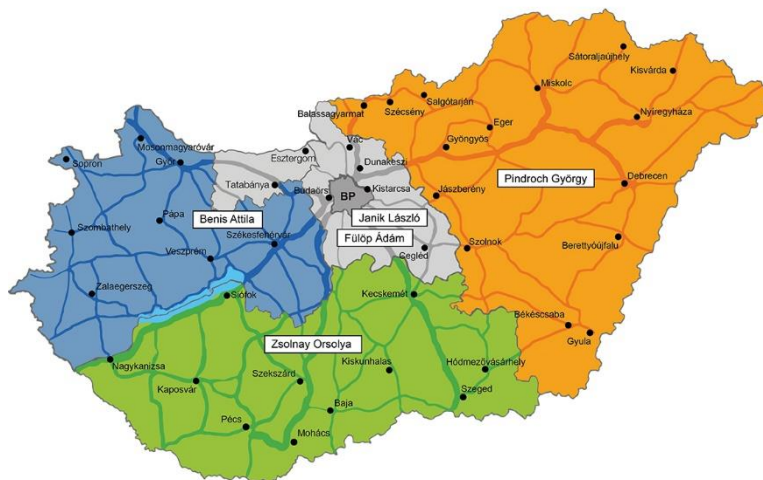 Sátoraljaújhely
Kisvárda
Miskolc
Salgótarján
Szécsény
Balassagyarmat
Nyíregyháza
Eger
Gyöngyös
Mosonmagyaróvár
Sopron
Győr
Esztergom
Vác
Dunakeszi
Pindroch György
Debrecen
Tatabánya
Budaörs
BP
Kistarcsa
Jászberény
Pápa
Benis Attila
Janik László
Szombathely
Székesfehérvár
Fülöp Ádám
Berettyóújfalu
Veszprém
Cegléd
Szolnok
Zalaegerszeg
Siófok
Kecskemét
Békéscsaba
Gyula
Zsolnay Orsolya
Nagykanizsa
Kiskunhalas
Hódmezővásárhely
Kaposvár
Szekszárd
Szeged
Baja
Pécs
Mohács